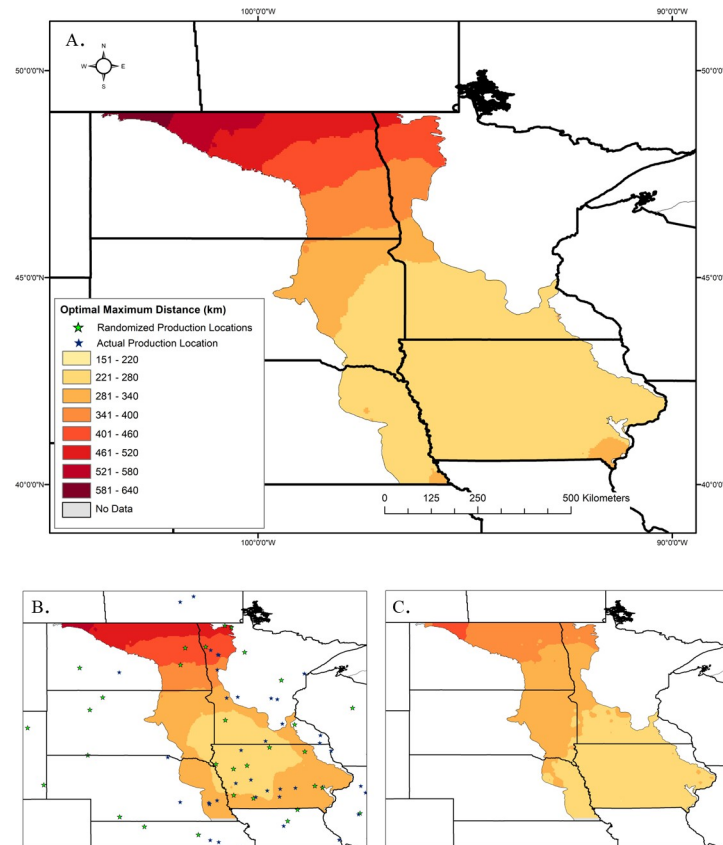 100°0'0"W 90°0'0"W
A.
N
W E
S
50°0'0"N 50°0'0"N
45°0'0"N 45°0'0"N
Optimal Maximum Distance (km)
Randomized Production Locations
Actual Production Location
151 - 220
221 - 280
281 - 340
341 - 400
401 - 460
461 - 520
521 - 580
581 - 640
No Data
40°0'0"N 40°0'0"N
0 125 250 500 Kilometers
100°0'0"W 90°0'0"W
B. C.